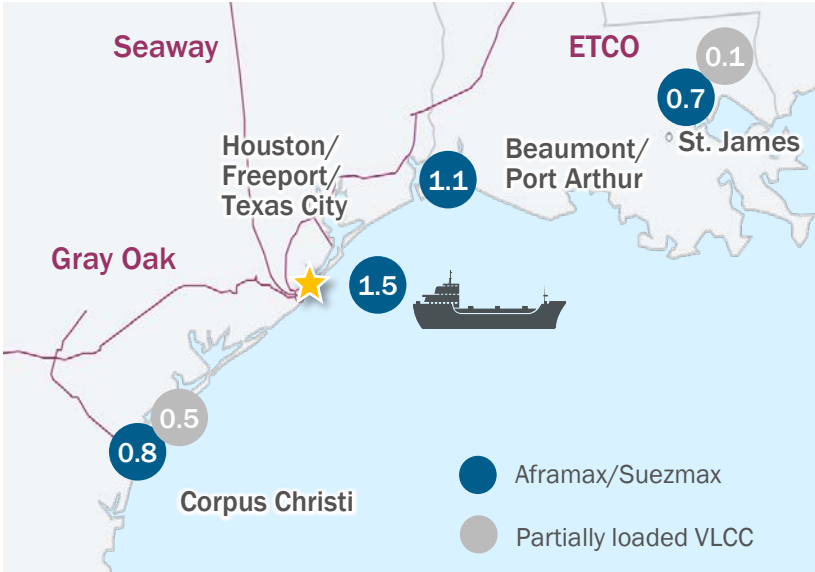 Seaway
ETCO
0.1
0.7
St. James
Houston/
Freeport/
Texas City
Beaumont/
Port Arthur
1.1
Gray Oak
1.5
0.5
0.8
Corpus Christi
Aframax/Suezmax
Partially loaded VLCC